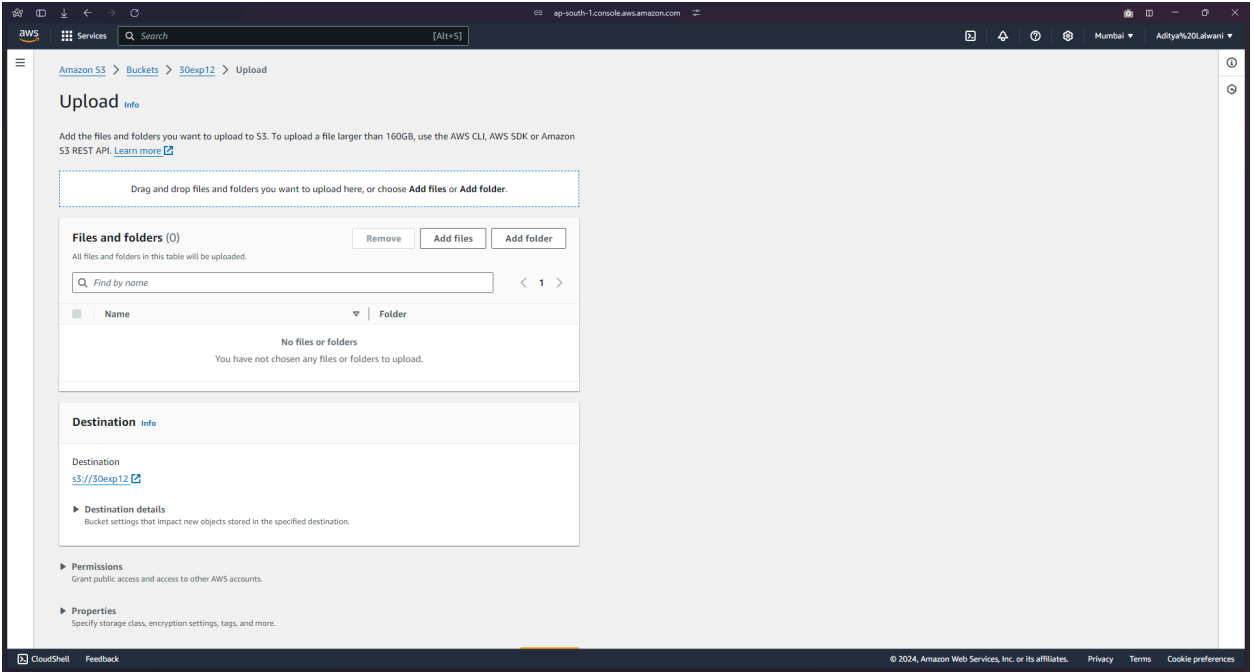 ap-south-1.console.aws.amazon.com
aws
Services
Search
[Alt+S]
Mumbai
Aditya%20Lalwani
Amazon S3
Buckets
30exp12
Upload
Upload Info
Add the files and folders you want to upload to S3. To upload a file larger than 160GB, use the AWS CLI, AWS SDK or Amazon
S3 REST API. Learn more
Drag and drop files and folders you want to upload here, or choose Add files or Add folder.
Files and folders (0)
Remove
Add files
Add folder
All files and folders in this table will be uploaded.
Find by name
1
Name
Folder
No files or folders
You have not chosen any files or folders to upload.
Destination Info
Destination
s3://30exp12
Destination details
Bucket settings that impact new objects stored in the specified destination.
Permissions
Grant public access and access to other AWS accounts.
Properties
Specify storage class, encryption settings, tags, and more.
CloudShell
Feedback
© 2024, Amazon Web Services, Inc. or its affiliates.
Privacy
Terms
Cookie preferences